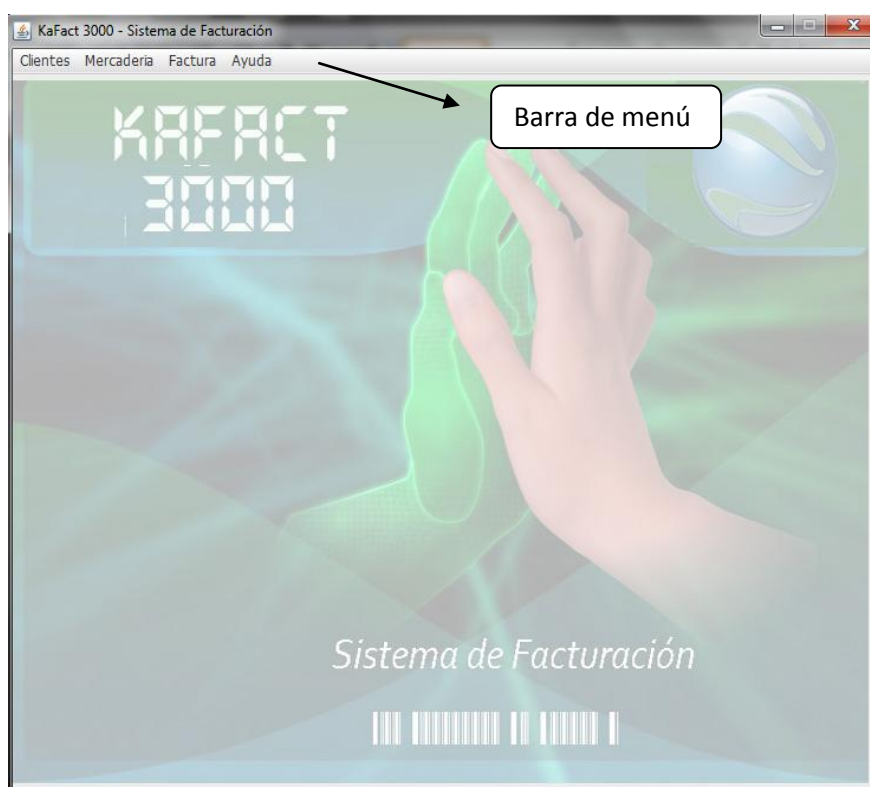 KaFact 3000 - Sistema de Facturación
Clientes Mercaderia Factura Ayuda
Barra de menú
KAFACT
3000
Sistema de Facturación